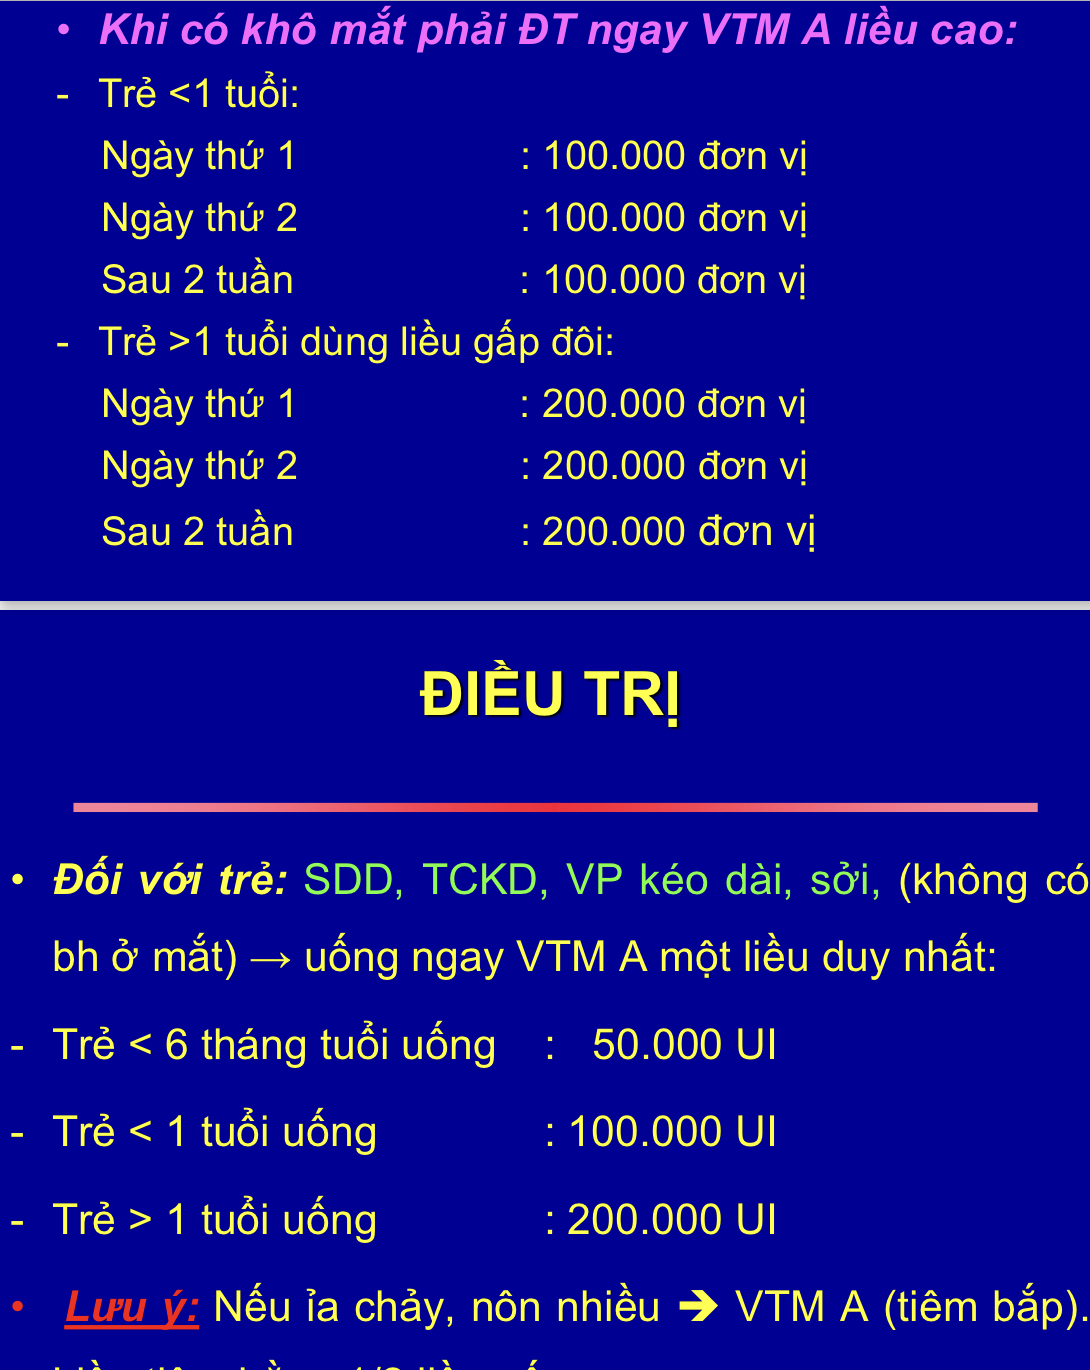 • Khi có khô mắt phải ĐT ngay VTM A liều cao:
- Trẻ <1 tuổi:
Ngày thứ 1 : 100.000 đơn vị
Ngày thứ 2 : 100.000 đơn vị
Sau 2 tuần : 100.000 đơn vị
- Trẻ >1 tuổi dùng liều gấp đôi:
Ngày thứ 1 : 200.000 đơn vị
Ngày thứ 2 : 200.000 đơn vị
Sau 2 tuần : 200.000 đơn vị
ĐIỀU TRỊ
• Đối với trẻ: SDD, TCKD, VP kéo dài, sởi, (không có
bh ở mắt) → uống ngay VTM A một liều duy nhất:
- Trẻ < 6 tháng tuổi uống : 50.000 UI
- Trẻ < 1 tuổi uống : 100.000 UI
- Trẻ > 1 tuổi uống : 200.000 UI
• Lưu ý: Nếu ỉa chảy, nôn nhiều ➔ VTM A (tiêm bắp).